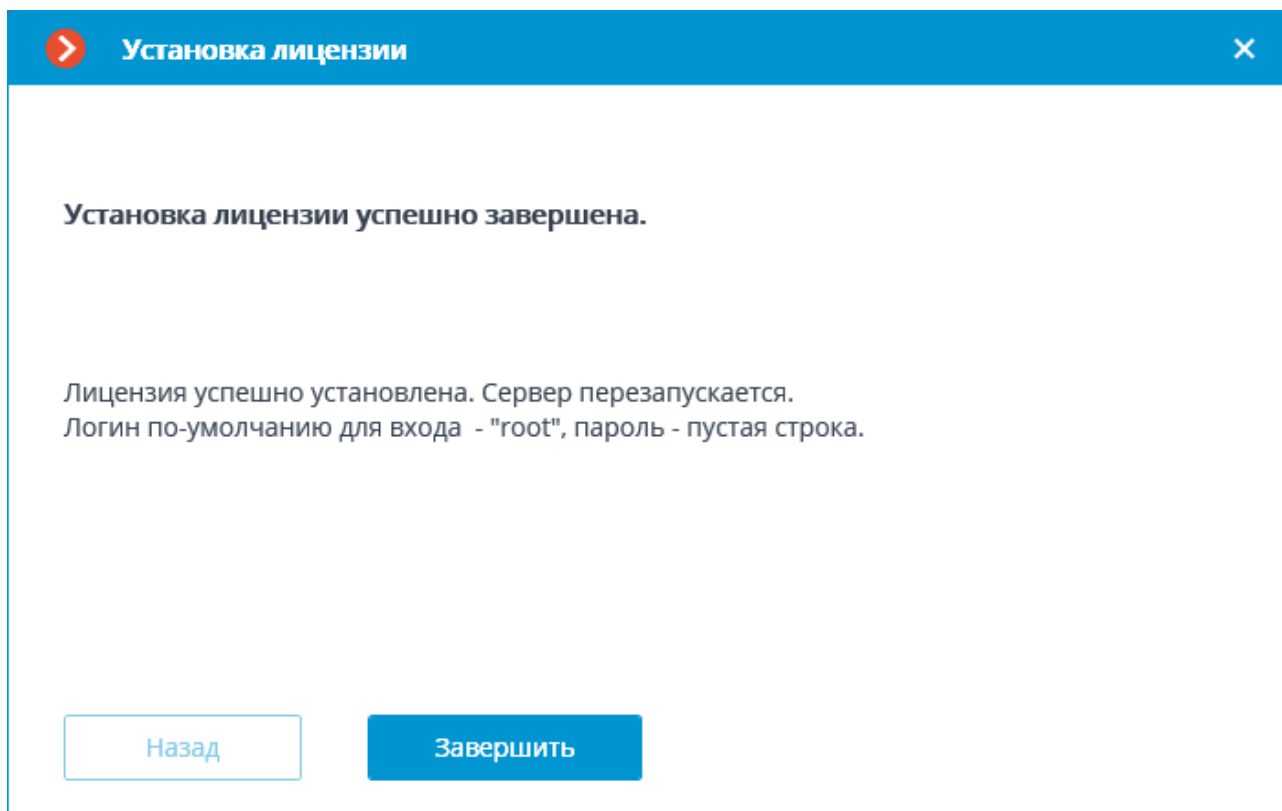 Установка лицензии
Установка лицензии успешно завершена.
Лицензия успешно установлена. Сервер перезапускается.
Логин по-умолчанию для входа  - "root", пароль - пустая строка.
Назад
Завершить